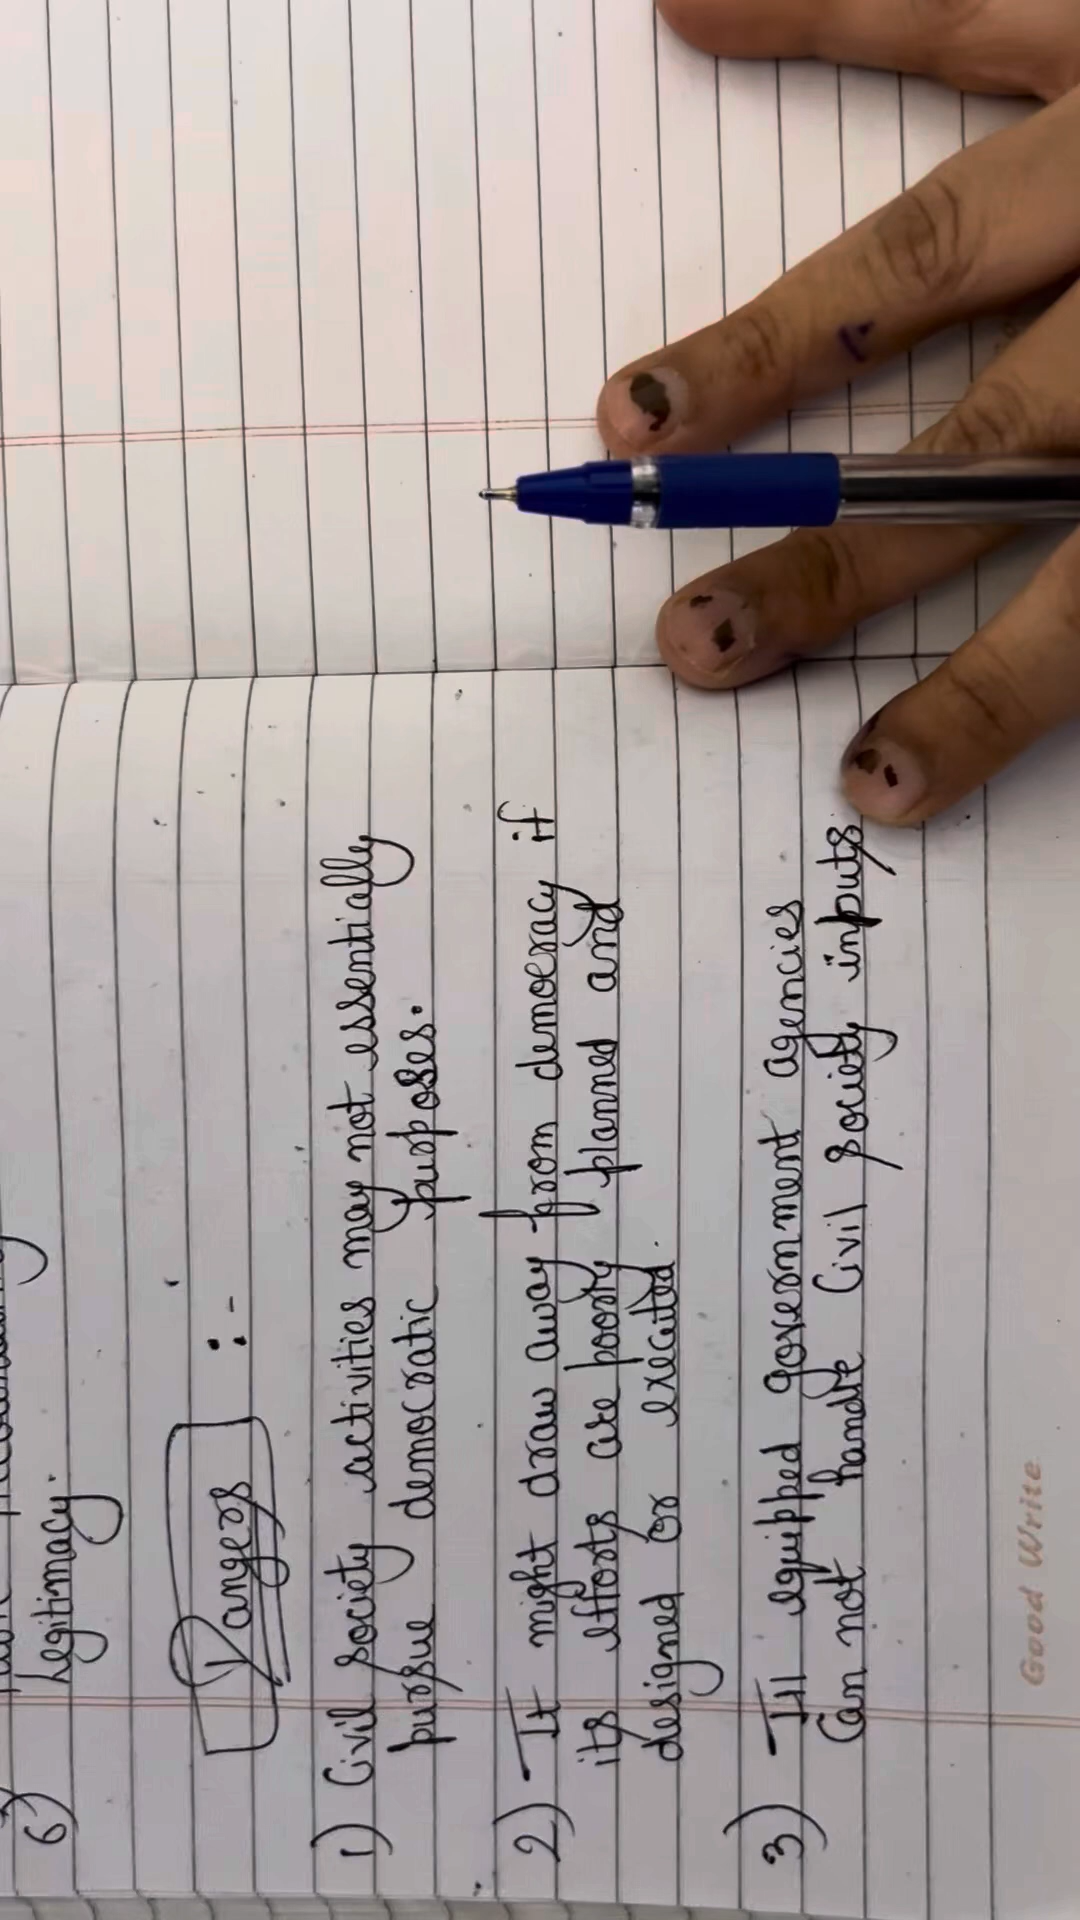 6) Legitimacy.
Dangers :-
1) Civil society activities may not essentially
pursue democratic purposes.
2) It might draw away from democracy if
its efforts are poorly planned and
designed or executed.
3) Ill equipped government agencies
Can not handle Civil society inputs
Good Write